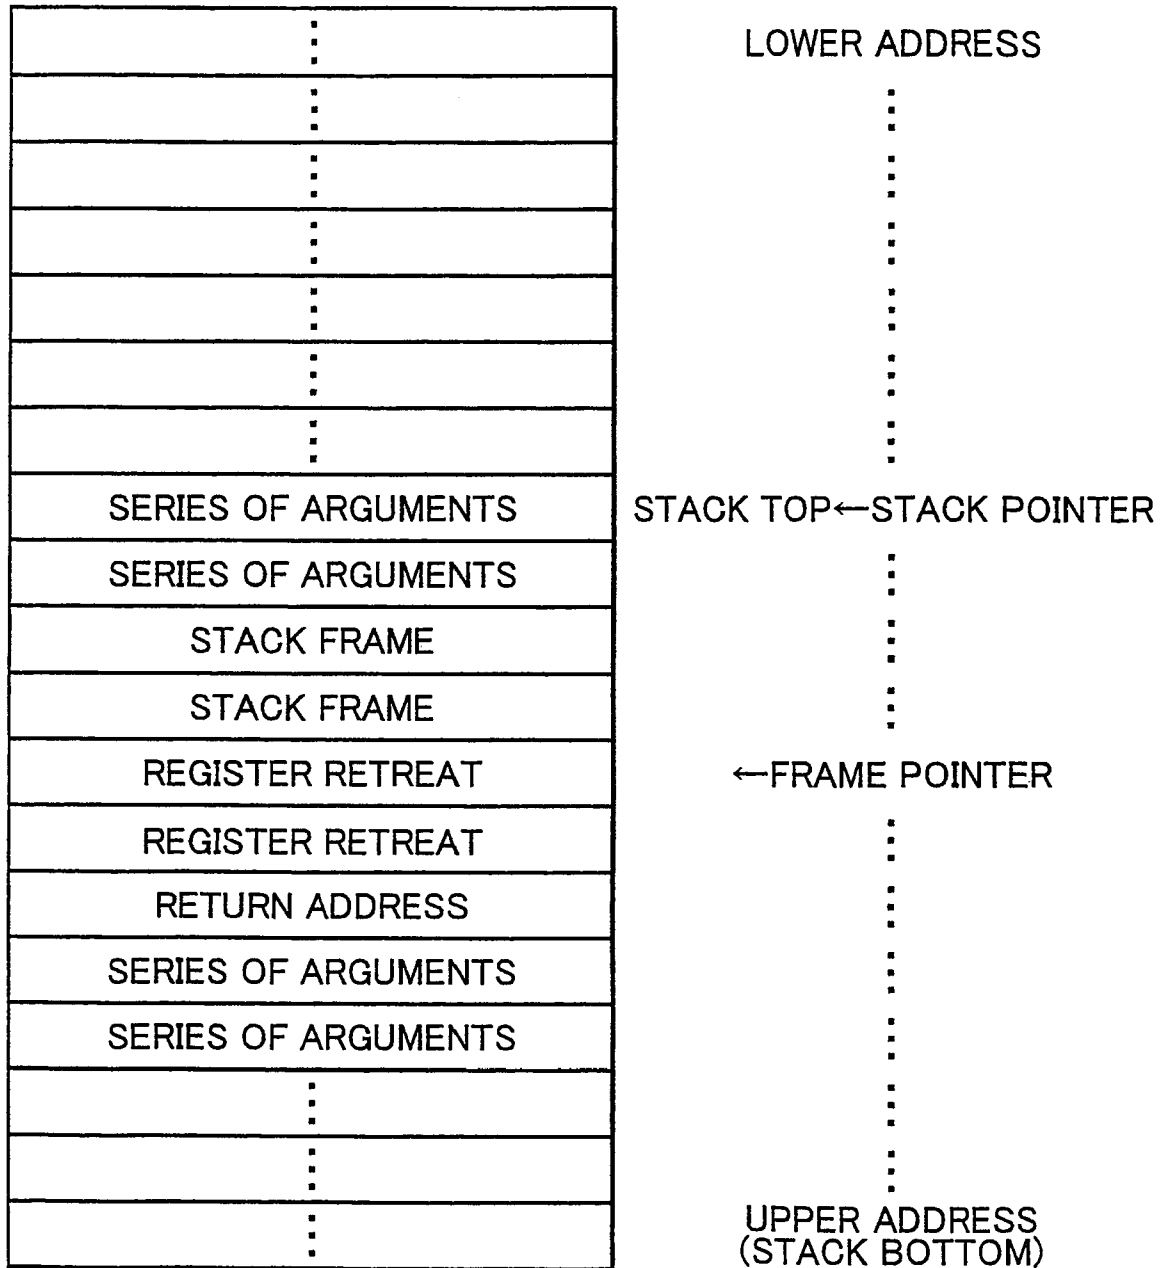 LOWER ADDRESS
SERIES OF ARGUMENTS STACK TOP←STACK POINTER
SERIES OF ARGUMENTS
STACK FRAME
STACK FRAME
REGISTER RETREAT ←FRAME POINTER
REGISTER RETREAT
RETURN ADDRESS
SERIES OF ARGUMENTS
SERIES OF ARGUMENTS
UPPER ADDRESS
(STACK BOTTOM)